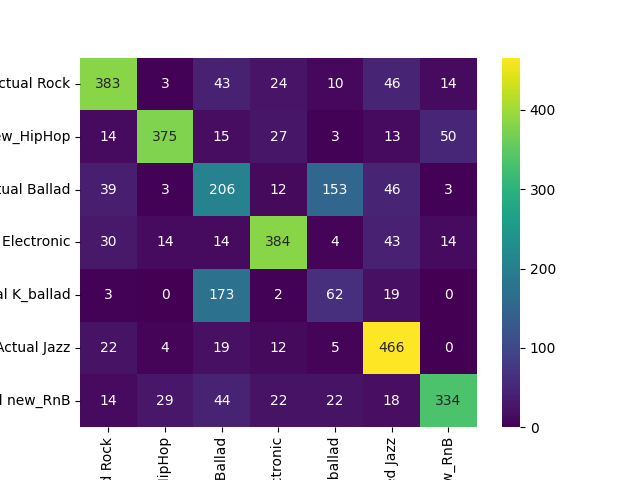 ctual Rock 383 3 43 24 10 46 14
ew_HipHop 14 375 15 27 3 13 50
tual Ballad 39 3 206 12 153 46 3
Electronic 30 14 14 384 4 43 14
al K_ballad 3 0 173 2 62 19 0
Actual Jazz 22 4 19 12 5 466 0
l new_RnB 14 29 44 22 22 18 334
d Rock
HipHop
Ballad
ctronic
ballad
ed Jazz
w_RnB
400
300
200
100
0